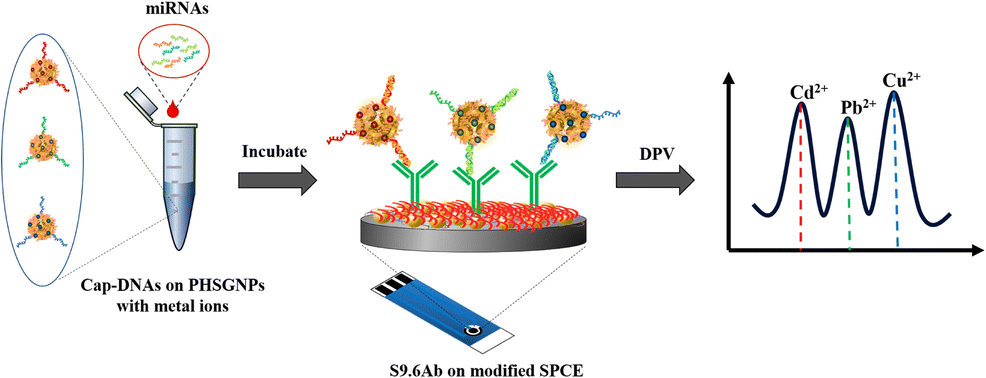 miRNAs
Cap-DNAs on PHSGNPs
with metal ions
Incubate
S9.6Ab on modified SPCE
DPV
Cd²⁺
Pb²⁺
Cu²⁺